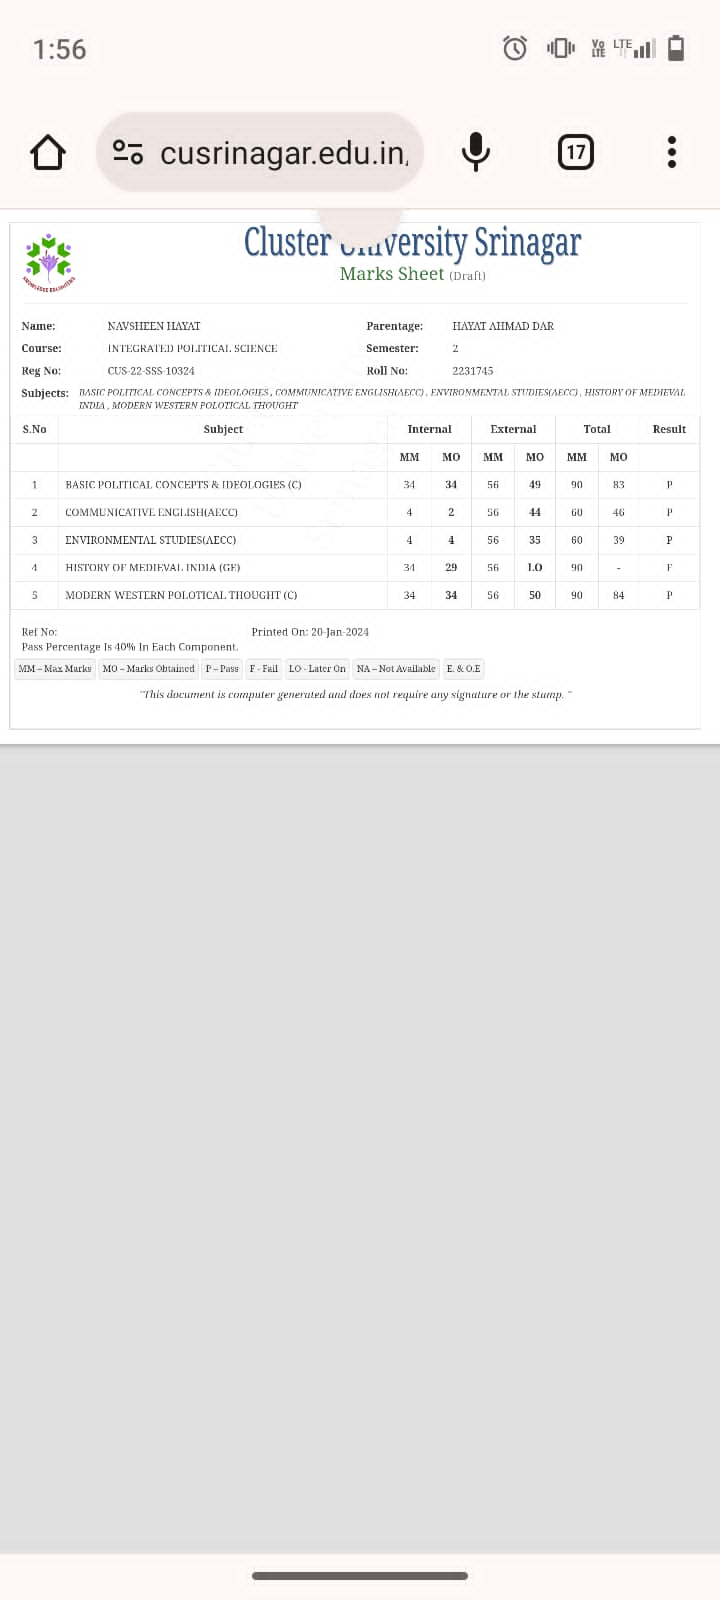 1:56
Vo LTE LTE
cusrinagar.edu.in,
17
Cluster University Srinagar
Marks Sheet (Draft)
Name: NAVSHEEN HAYAT Parentage: HAYAT AHMAD DAR
Course: INTEGRATED POLITICAL SCIENCE Semester: 2
Reg No: CUS-22-SSS-10324 Roll No: 2231745
Subjects: BASIC POLITICAL CONCEPTS & IDEOLOGIES , COMMUNICATIVE ENGLISH(AECC) , ENVIRONMENTAL STUDIES(AECC) , HISTORY OF MEDIEVAL
INDIA , MODERN WESTERN POLOTICAL THOUGHT
S.No Subject Internal External Total Result
MM MO MM MO MM MO
1 BASIC POLITICAL CONCEPTS & IDEOLOGIES (C) 34 34 56 49 90 83 P
2 COMMUNICATIVE ENGLISH(AECC) 4 2 56 44 60 46 P
3 ENVIRONMENTAL STUDIES(AECC) 4 4 56 35 60 39 P
4 HISTORY OF MEDIEVAL INDIA (GE) 34 29 56 LO 90 - F
5 MODERN WESTERN POLOTICAL THOUGHT (C) 34 34 56 50 90 84 P
Ref No: Printed On: 20-Jan-2024
Pass Percentage Is 40% In Each Component.
MM – Max Marks MO – Marks Obtained P – Pass F - Fail LO - Later On NA – Not Available E. & O.E
"This document is computer generated and does not require any signature or the stamp. "